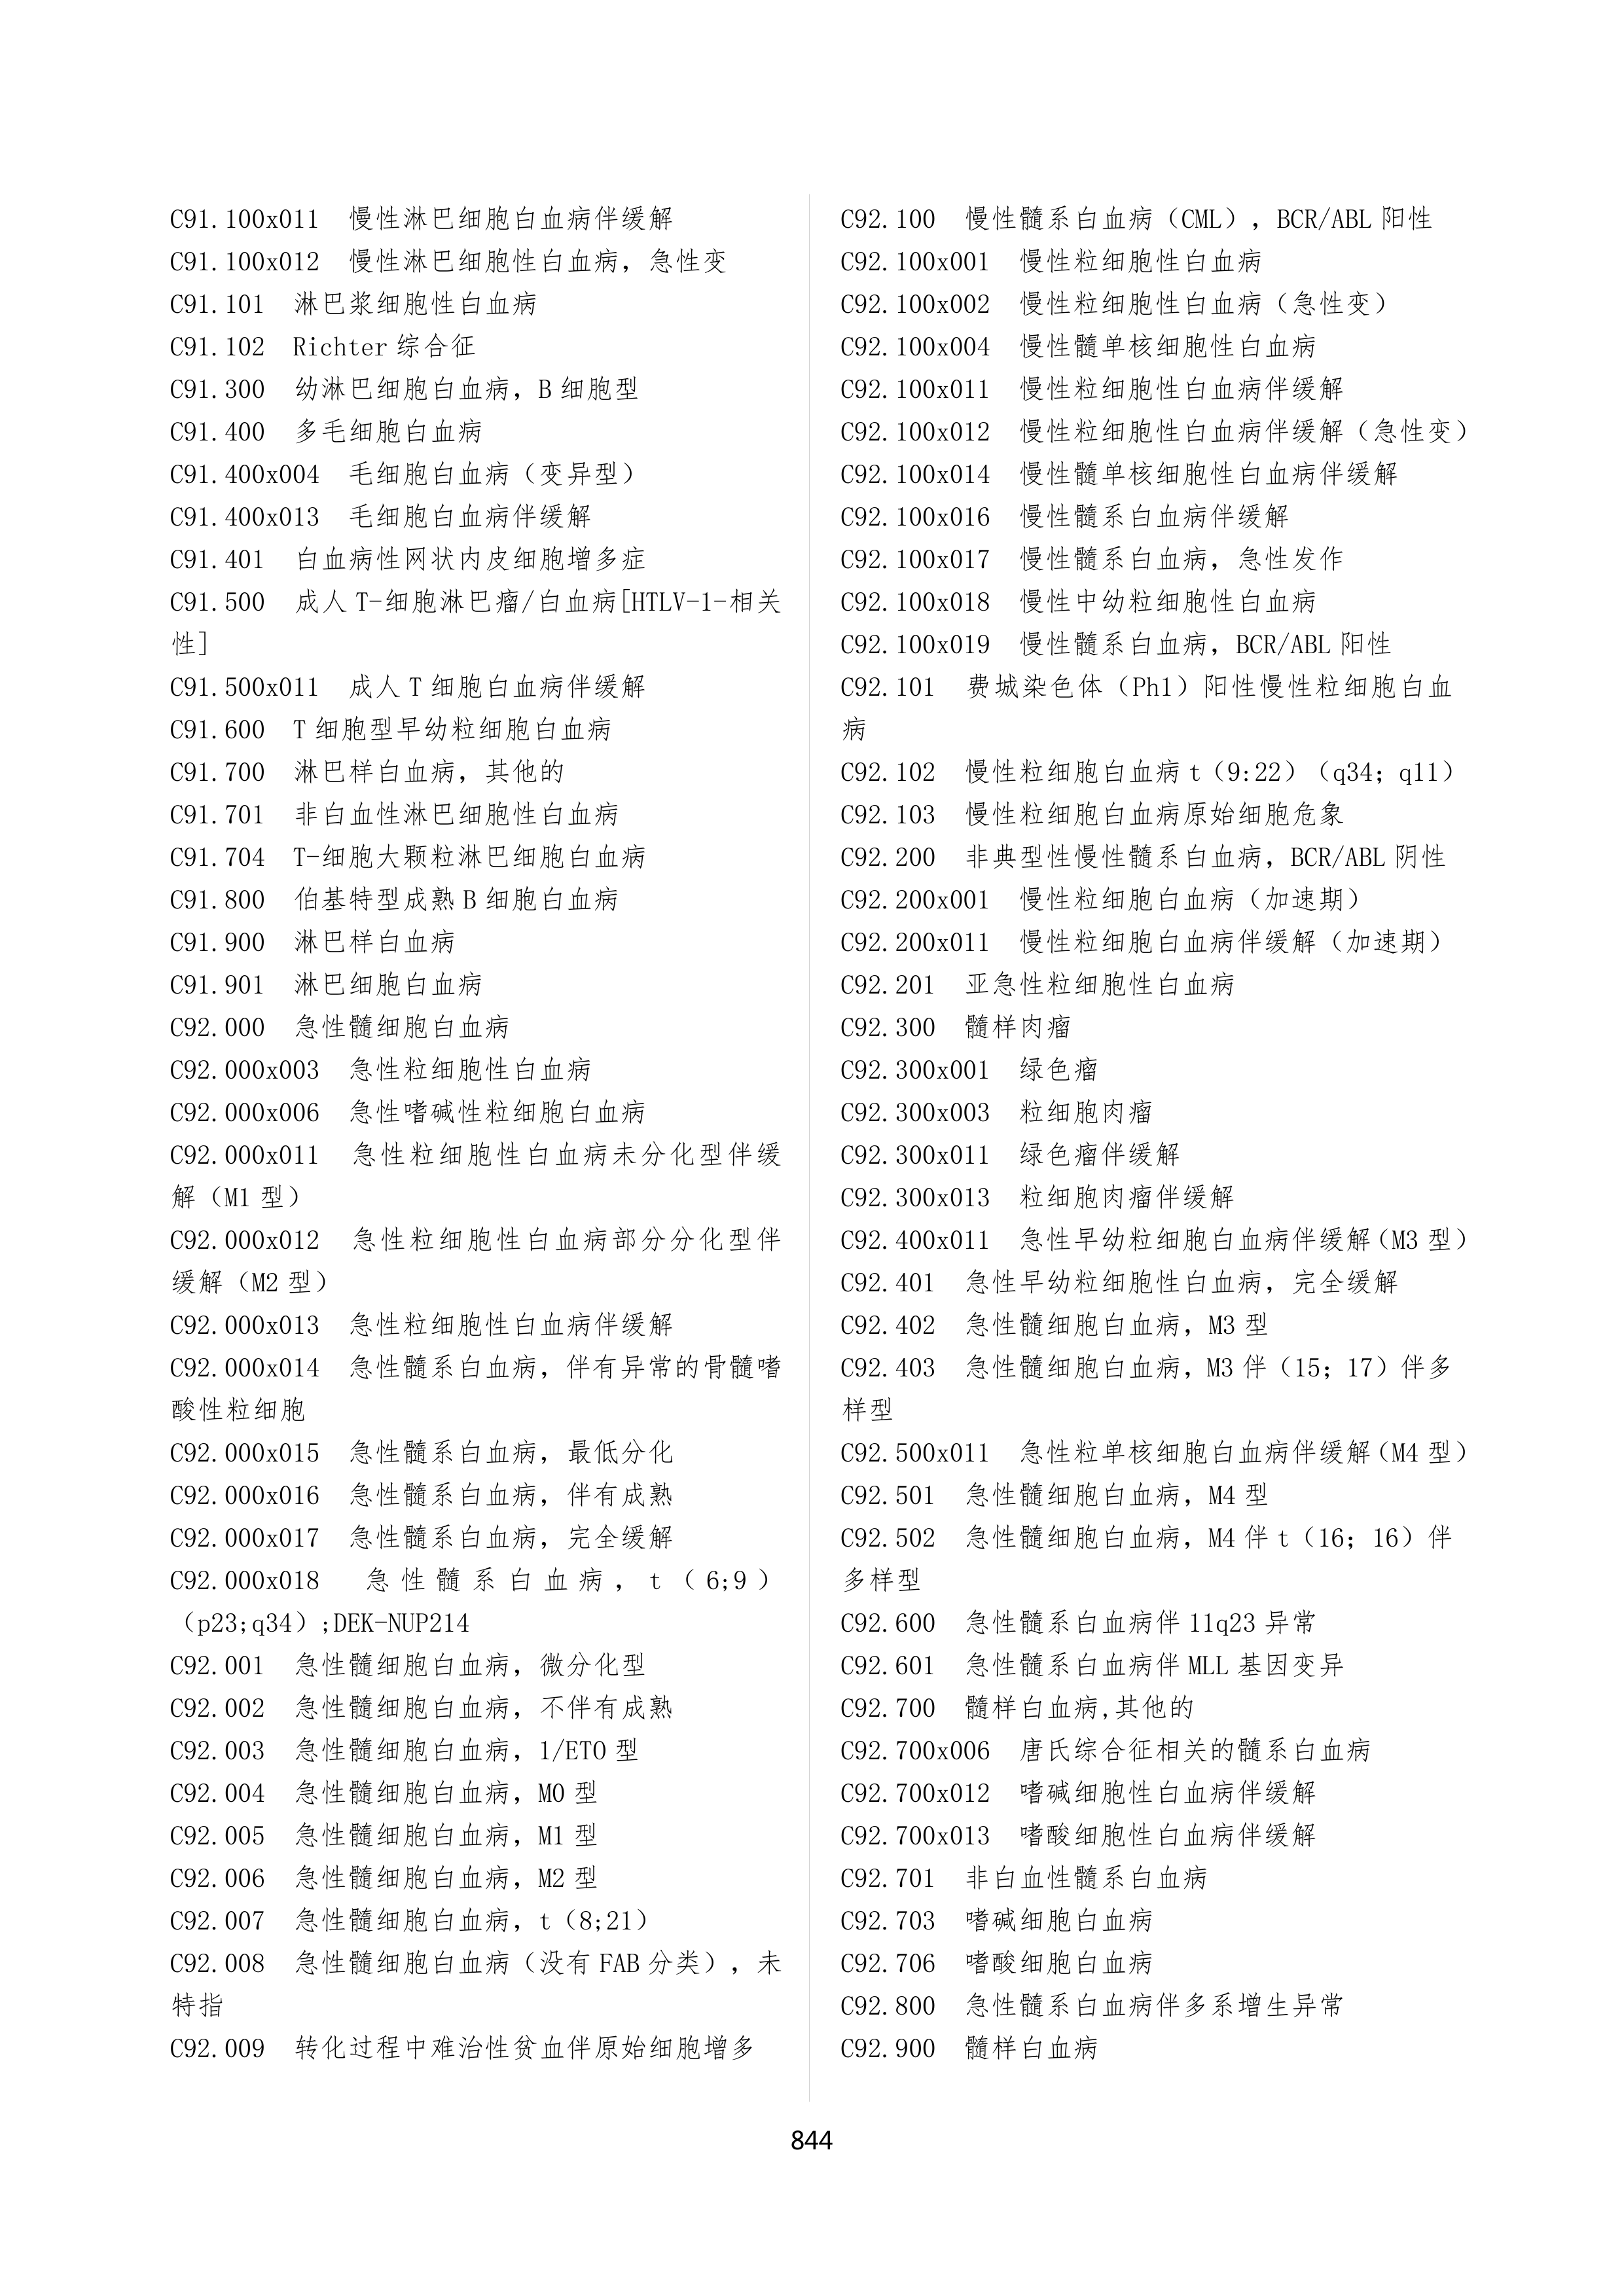 C91.100x011 慢性淋巴细胞白血病伴缓解
C91.100x012 慢性淋巴细胞性白血病，急性变
C91.101 淋巴浆细胞性白血病
C91.102 Richter 综合征
C91.300 幼淋巴细胞白血病，B 细胞型
C91.400 多毛细胞白血病
C91.400x004 毛细胞白血病（变异型）
C91.400x013 毛细胞白血病伴缓解
C91.401 白血病性网状内皮细胞增多症
C91.500 成人 T-细胞淋巴瘤/白血病[HTLV-1-相关
性]
C91.500x011 成人 T 细胞白血病伴缓解
C91.600 T 细胞型早幼粒细胞白血病
C91.700 淋巴样白血病，其他的
C91.701 非白血性淋巴细胞性白血病
C91.704 T-细胞大颗粒淋巴细胞白血病
C91.800 伯基特型成熟 B 细胞白血病
C91.900 淋巴样白血病
C91.901 淋巴细胞白血病
C92.000 急性髓细胞白血病
C92.000x003 急性粒细胞性白血病
C92.000x006 急性嗜碱性粒细胞白血病
C92.000x011 急性粒细胞性白血病未分化型伴缓
解（M1 型）
C92.000x012 急性粒细胞性白血病部分分化型伴
缓解（M2 型）
C92.000x013 急性粒细胞性白血病伴缓解
C92.000x014 急性髓系白血病，伴有异常的骨髓嗜
酸性粒细胞
C92.000x015 急性髓系白血病，最低分化
C92.000x016 急性髓系白血病，伴有成熟
C92.000x017 急性髓系白血病，完全缓解
C92.000x018 急性髓系白血病，t（6;9）
（p23;q34）;DEK-NUP214
C92.001 急性髓细胞白血病，微分化型
C92.002 急性髓细胞白血病，不伴有成熟
C92.003 急性髓细胞白血病，1/ETO 型
C92.004 急性髓细胞白血病，M0 型
C92.005 急性髓细胞白血病，M1 型
C92.006 急性髓细胞白血病，M2 型
C92.007 急性髓细胞白血病，t（8;21）
C92.008 急性髓细胞白血病（没有 FAB 分类），未
特指
C92.009 转化过程中难治性贫血伴原始细胞增多
C92.100 慢性髓系白血病（CML），BCR/ABL 阳性
C92.100x001 慢性粒细胞性白血病
C92.100x002 慢性粒细胞性白血病（急性变）
C92.100x004 慢性髓单核细胞性白血病
C92.100x011 慢性粒细胞性白血病伴缓解
C92.100x012 慢性粒细胞性白血病伴缓解（急性变）
C92.100x014 慢性髓单核细胞性白血病伴缓解
C92.100x016 慢性髓系白血病伴缓解
C92.100x017 慢性髓系白血病，急性发作
C92.100x018 慢性中幼粒细胞性白血病
C92.100x019 慢性髓系白血病，BCR/ABL 阳性
C92.101 费城染色体（Ph1）阳性慢性粒细胞白血
病
C92.102 慢性粒细胞白血病 t（9:22）（q34；q11）
C92.103 慢性粒细胞白血病原始细胞危象
C92.200 非典型性慢性髓系白血病，BCR/ABL 阴性
C92.200x001 慢性粒细胞白血病（加速期）
C92.200x011 慢性粒细胞白血病伴缓解（加速期）
C92.201 亚急性粒细胞性白血病
C92.300 髓样肉瘤
C92.300x001 绿色瘤
C92.300x003 粒细胞肉瘤
C92.300x011 绿色瘤伴缓解
C92.300x013 粒细胞肉瘤伴缓解
C92.400x011 急性早幼粒细胞白血病伴缓解（M3 型）
C92.401 急性早幼粒细胞性白血病，完全缓解
C92.402 急性髓细胞白血病，M3 型
C92.403 急性髓细胞白血病，M3 伴（15；17）伴多
样型
C92.500x011 急性粒单核细胞白血病伴缓解（M4 型）
C92.501 急性髓细胞白血病，M4 型
C92.502 急性髓细胞白血病，M4 伴 t（16；16）伴
多样型
C92.600 急性髓系白血病伴 11q23 异常
C92.601 急性髓系白血病伴 MLL 基因变异
C92.700 髓样白血病,其他的
C92.700x006 唐氏综合征相关的髓系白血病
C92.700x012 嗜碱细胞性白血病伴缓解
C92.700x013 嗜酸细胞性白血病伴缓解
C92.701 非白血性髓系白血病
C92.703 嗜碱细胞白血病
C92.706 嗜酸细胞白血病
C92.800 急性髓系白血病伴多系增生异常
C92.900 髓样白血病
844